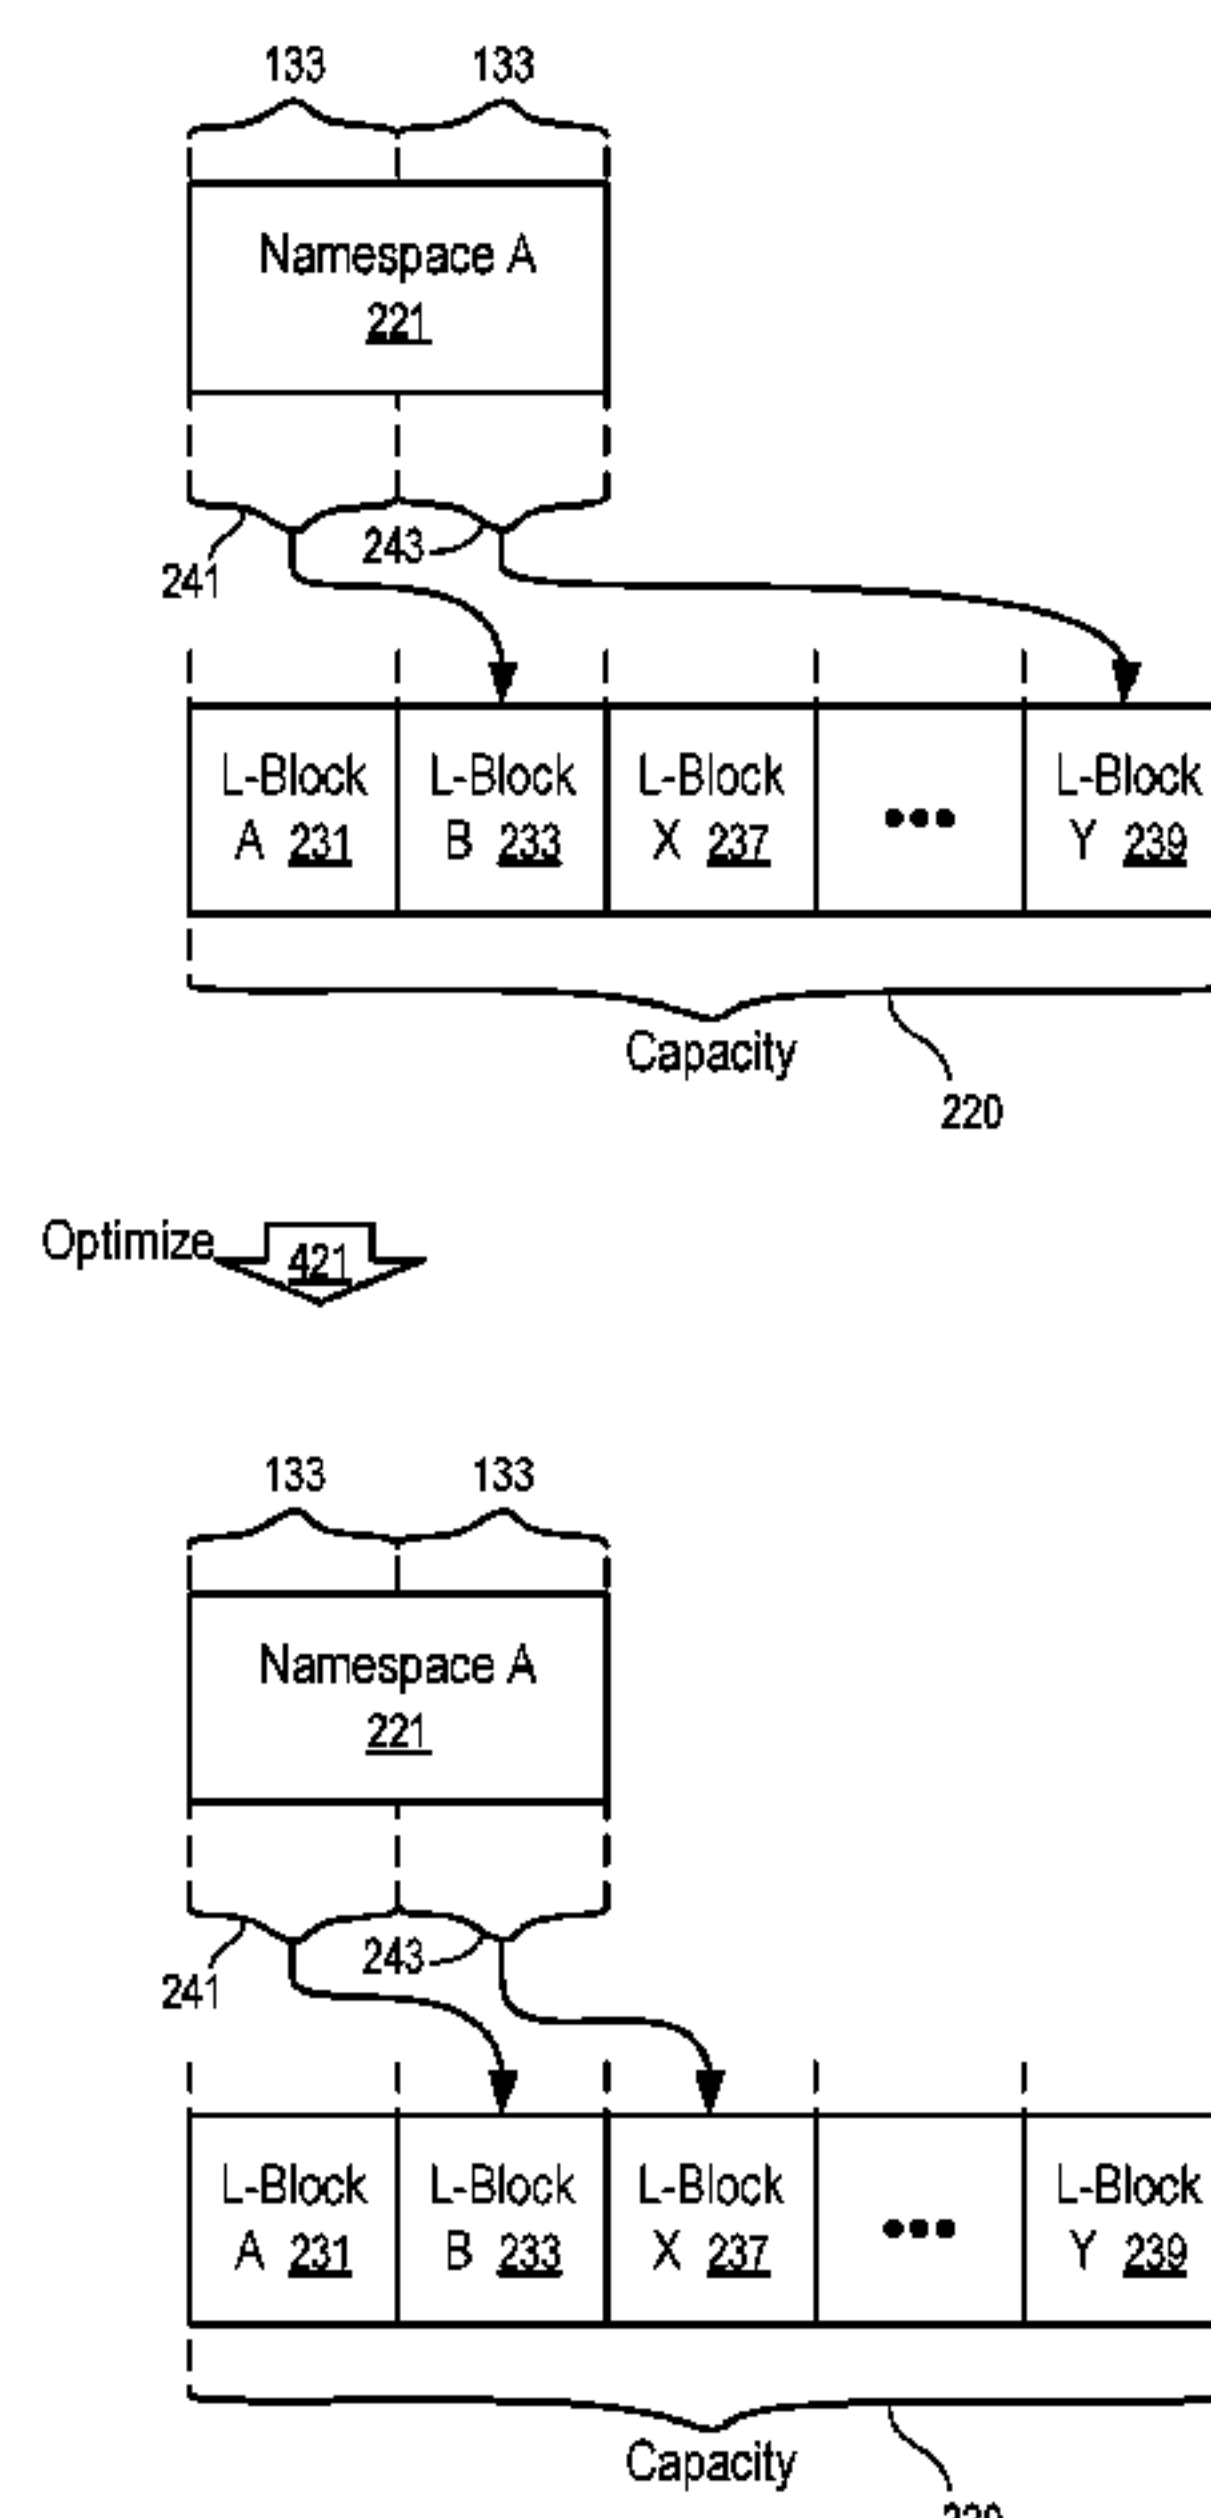 133 133
Namespace A
221
241 243
L-Block L-Block L-Block L-Block
A 231 B 233 X 237 ●●● Y 239
Capacity
220
Optimize 421
133 133
Namespace A
221
241 243
L-Block L-Block L-Block L-Block
A 231 B 233 X 237 ●●● Y 239
Capacity